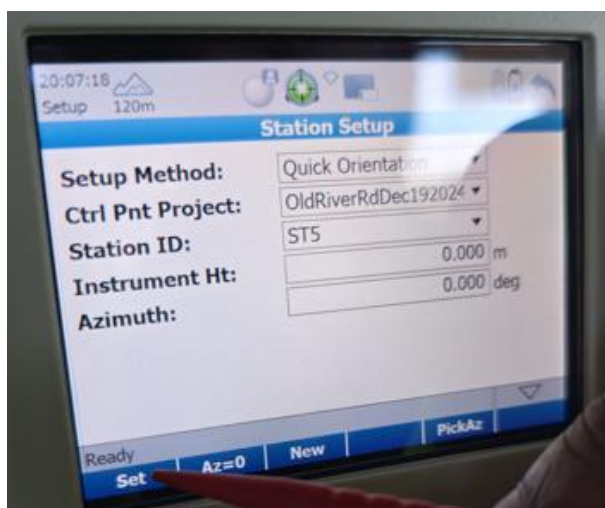 20:07:18
Setup 120m
Station Setup
Setup Method: Quick Orientation
Ctrl Pnt Project: OldRiverRdDec192024
Station ID: ST5
Instrument Ht: 0.000 m
Azimuth: 0.000 deg
Ready
Set Az=0 New PickAz